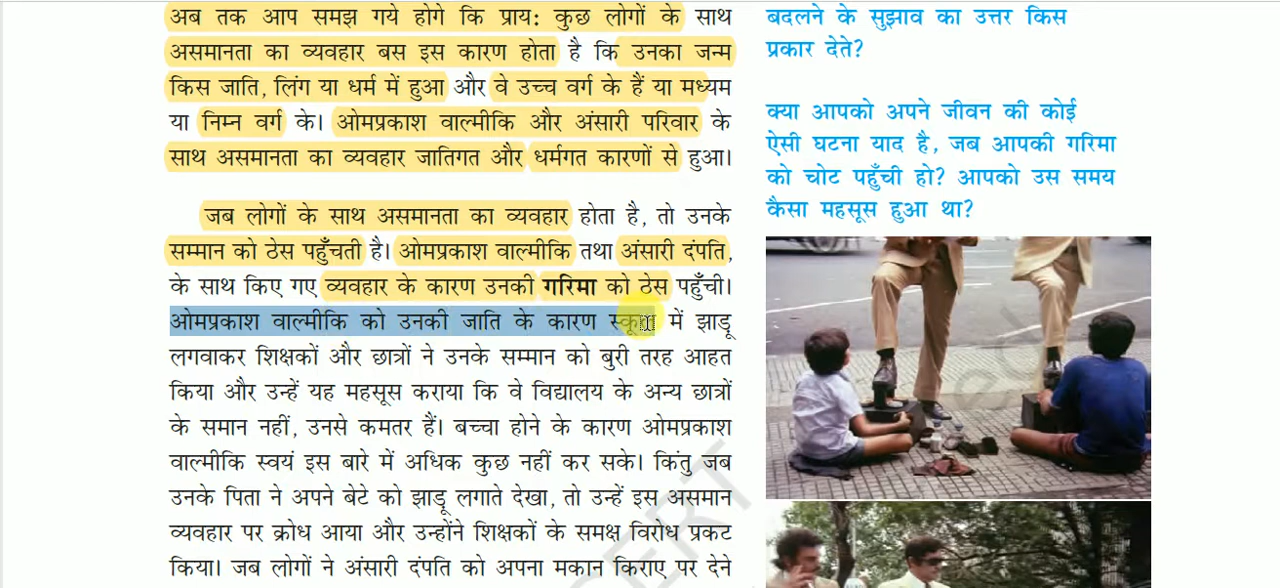 अब तक आप समझ गये होगे कि प्राय: कुछ लोगों के साथ
असमानता का व्यवहार बस इस कारण होता है कि उनका जन्म
किस जाति, लिंग या धर्म में हुआ और वे उच्च वर्ग के हैं या मध्यम
या निम्न वर्ग के। ओमप्रकाश वाल्मीकि और अंसारी परिवार के
साथ असमानता का व्यवहार जातिगत और धर्मगत कारणों से हुआ।
जब लोगों के साथ असमानता का व्यवहार होता है, तो उनके
सम्मान को ठेस पहुँचती है। ओमप्रकाश वाल्मीकि तथा अंसारी दंपति,
के साथ किए गए व्यवहार के कारण उनकी गरिमा को ठेस पहुँची।
ओमप्रकाश वाल्मीकि को उनकी जाति के कारण स्कूल में झाड़ू
लगवाकर शिक्षकों और छात्रों ने उनके सम्मान को बुरी तरह आहत
किया और उन्हें यह महसूस कराया कि वे विद्यालय के अन्य छात्रों
के समान नहीं, उनसे कमतर हैं। बच्चा होने के कारण ओमप्रकाश
वाल्मीकि स्वयं इस बारे में अधिक कुछ नहीं कर सके। किंतु जब
उनके पिता ने अपने बेटे को झाड़ू लगाते देखा, तो उन्हें इस असमान
व्यवहार पर क्रोध आया और उन्होंने शिक्षकों के समक्ष विरोध प्रकट
किया। जब लोगों ने अंसारी दंपति को अपना मकान किराए पर देने
बदलने के सुझाव का उत्तर किस
प्रकार देते?
क्या आपको अपने जीवन की कोई
ऐसी घटना याद है, जब आपकी गरिमा
को चोट पहुँची हो? आपको उस समय
कैसा महसूस हुआ था?